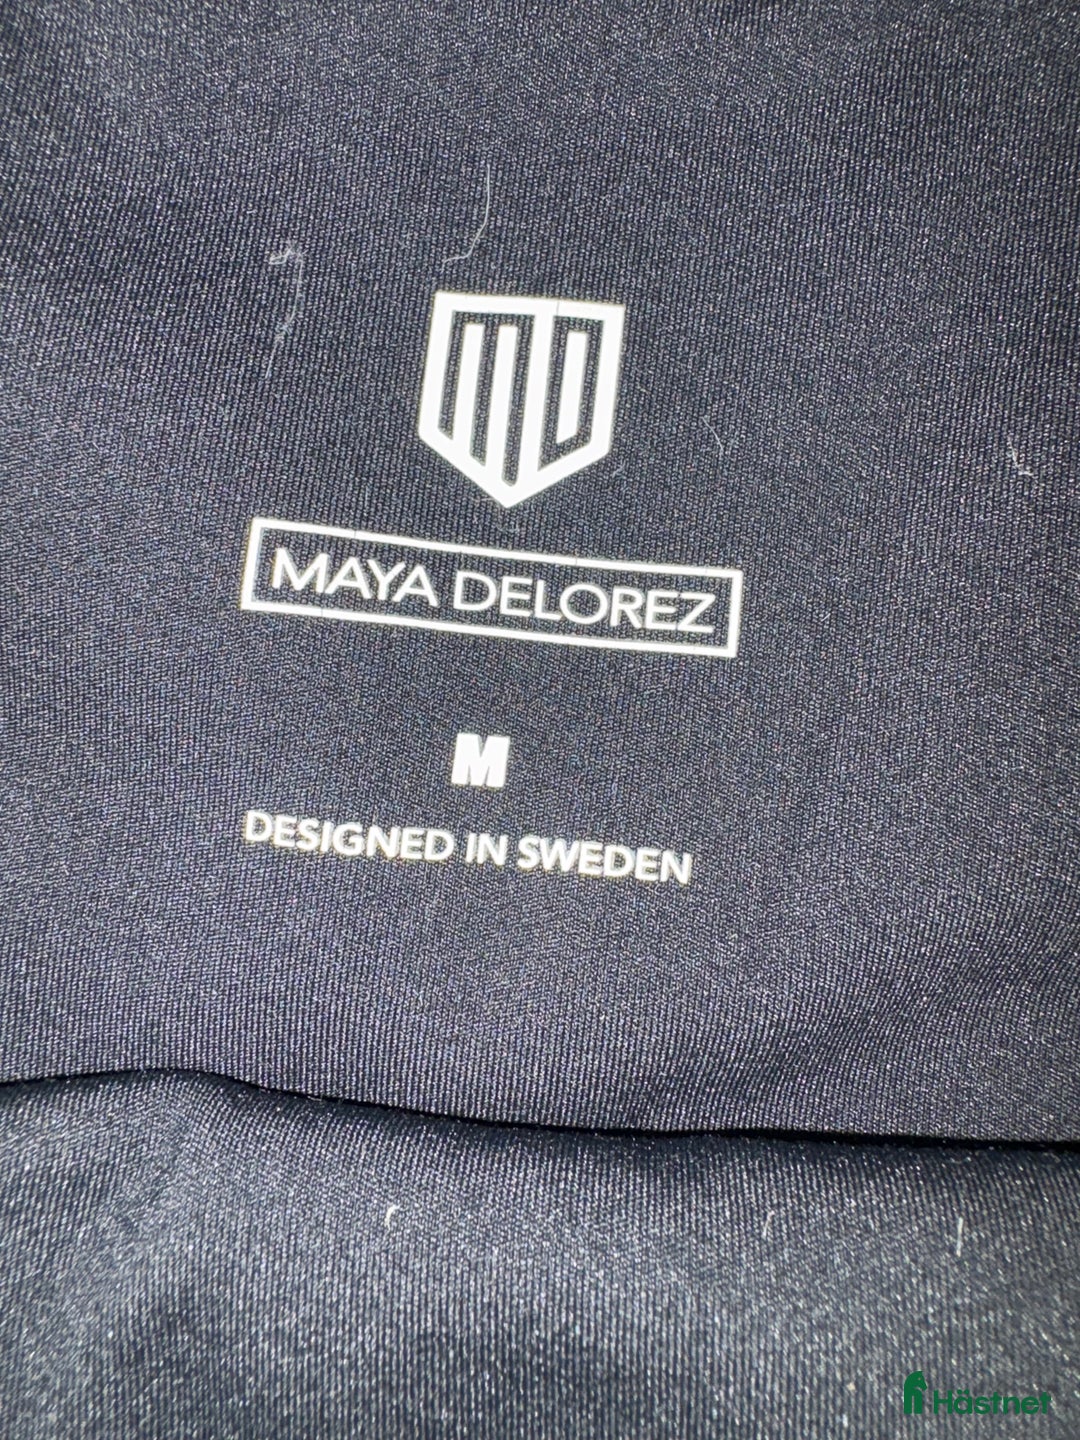 MAYA DELOREZ
M
DESIGNED IN SWEDEN
Hästnet